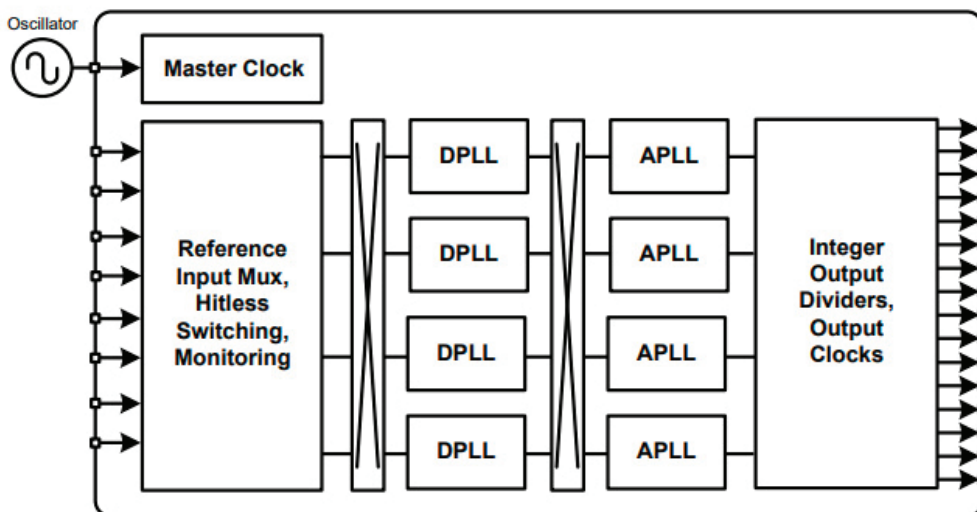 Oscillator
Master Clock
Reference
Input Mux,
Hitless
Switching,
Monitoring
DPLL
APLL
DPLL
APLL
DPLL
APLL
DPLL
APLL
Integer
Output
Dividers,
Output
Clocks